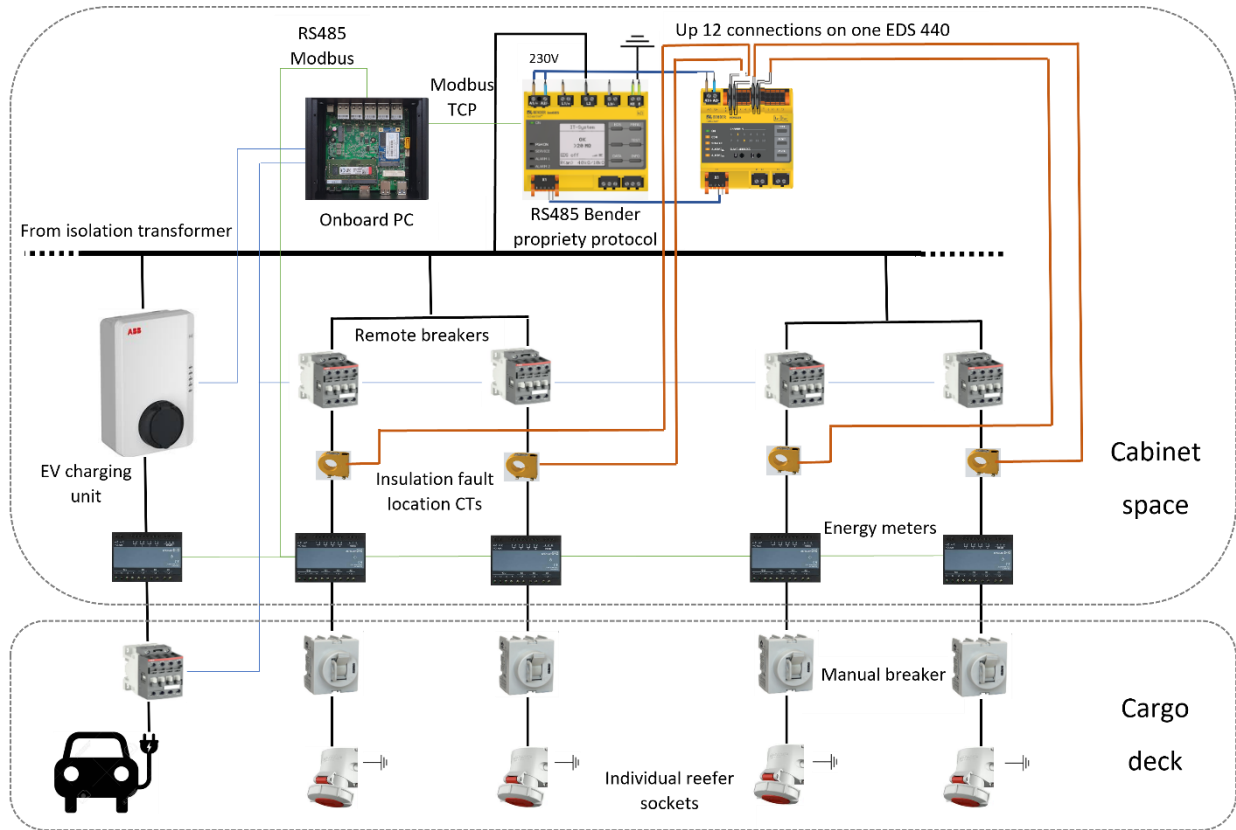 RS485
Modbus
Up 12 connections on one EDS 440
230V
Modbus
TCP
Onboard PC
RS485 Bender
propriety protocol
From isolation transformer
ABB
Remote breakers
EV charging
unit
Insulation fault
location CTs
Energy meters
Cabinet
space
Manual breaker
Cargo
deck
Individual reefer
sockets